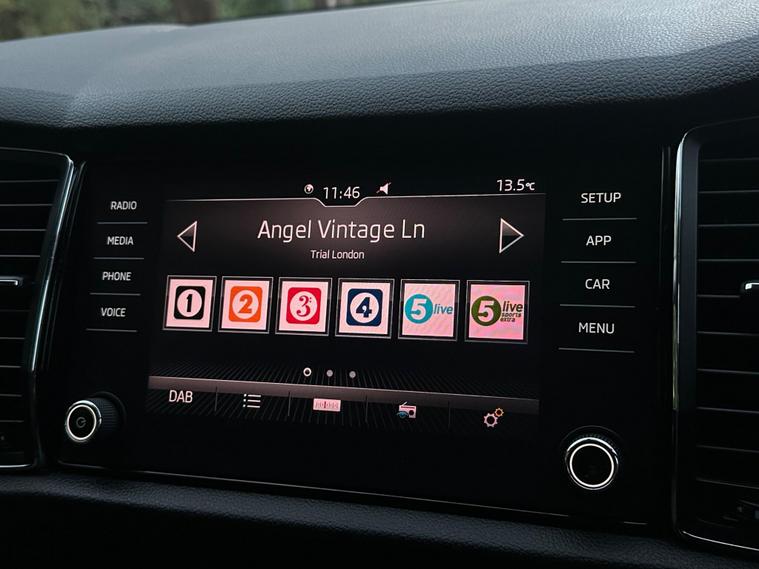 11:46
13.5°C
RADIO
MEDIA
PHONE
VOICE
Angel Vintage Ln
Trial London
1
2
3
4
5 live
5 live sports extra
DAB
SETUP
APP
CAR
MENU